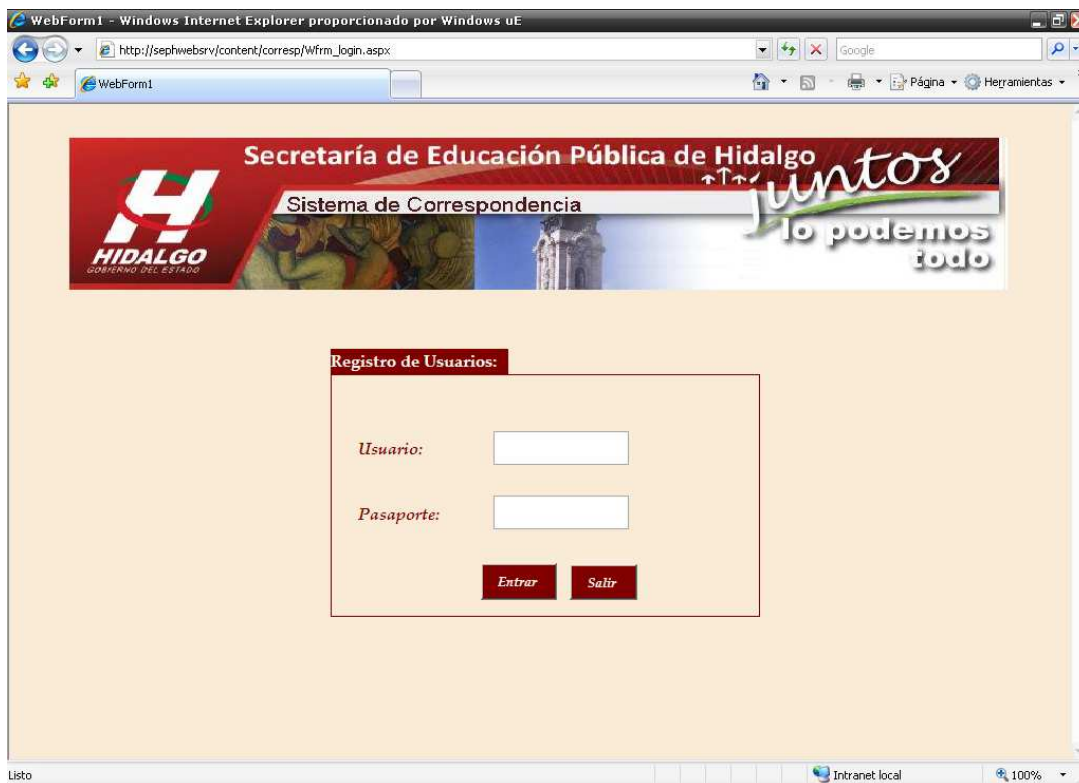 WebForm1 - Windows Internet Explorer proporcionado por Windows uE
http://sephwebsrv/content/corresp/Wfrm_login.aspx
Google
WebForm1
Página
Herramientas
Secretaría de Educación Pública de Hidalgo
juntos
Sistema de Correspondencia
lo podemos
todo
HIDALGO
GOBIERNO DEL ESTADO
Registro de Usuarios:
Usuario:
Pasaporte:
Entrar Salir
Listo
Intranet local
100%